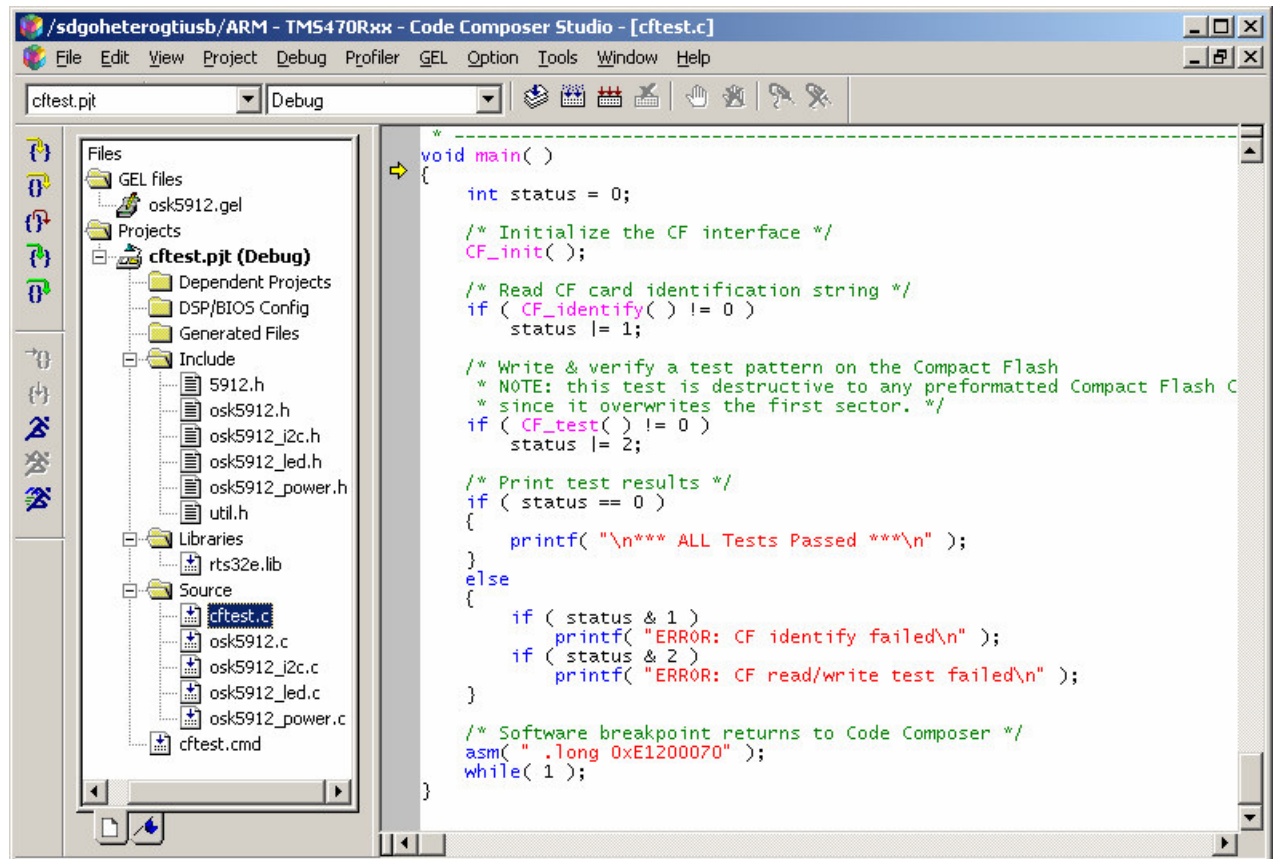 /sdgoheterogtiusb/ARM - TMS470Rxx - Code Composer Studio - [cftest.c]
File Edit View Project Debug Profiler GEL Option Tools Window Help
cftest.pjt Debug
Files
GEL files
osk5912.gel
Projects
cftest.pjt (Debug)
Dependent Projects
DSP/BIOS Config
Generated Files
Include
5912.h
osk5912.h
osk5912_i2c.h
osk5912_led.h
osk5912_power.h
util.h
Libraries
rts32e.lib
Source
cftest.c
osk5912.c
osk5912_i2c.c
osk5912_led.c
osk5912_power.c
cftest.cmd
* ----------------------------------------------------------------------
void main( )
{
    int status = 0;
    /* Initialize the CF interface */
    CF_init( );
    /* Read CF card identification string */
    if ( CF_identify( ) != 0 )
        status |= 1;
    /* Write & verify a test pattern on the Compact Flash
     * NOTE: this test is destructive to any preformatted Compact Flash C
     * since it overwrites the first sector. */
    if ( CF_test( ) != 0 )
        status |= 2;
    /* Print test results */
    if ( status == 0 )
    {
        printf( "\n*** ALL Tests Passed ***\n" );
    }
    else
    {
        if ( status & 1 )
            printf( "ERROR: CF identify failed\n" );
        if ( status & 2 )
            printf( "ERROR: CF read/write test failed\n" );
    }
    /* Software breakpoint returns to Code Composer */
    asm( " .long 0xE1200070" );
    while( 1 );
}